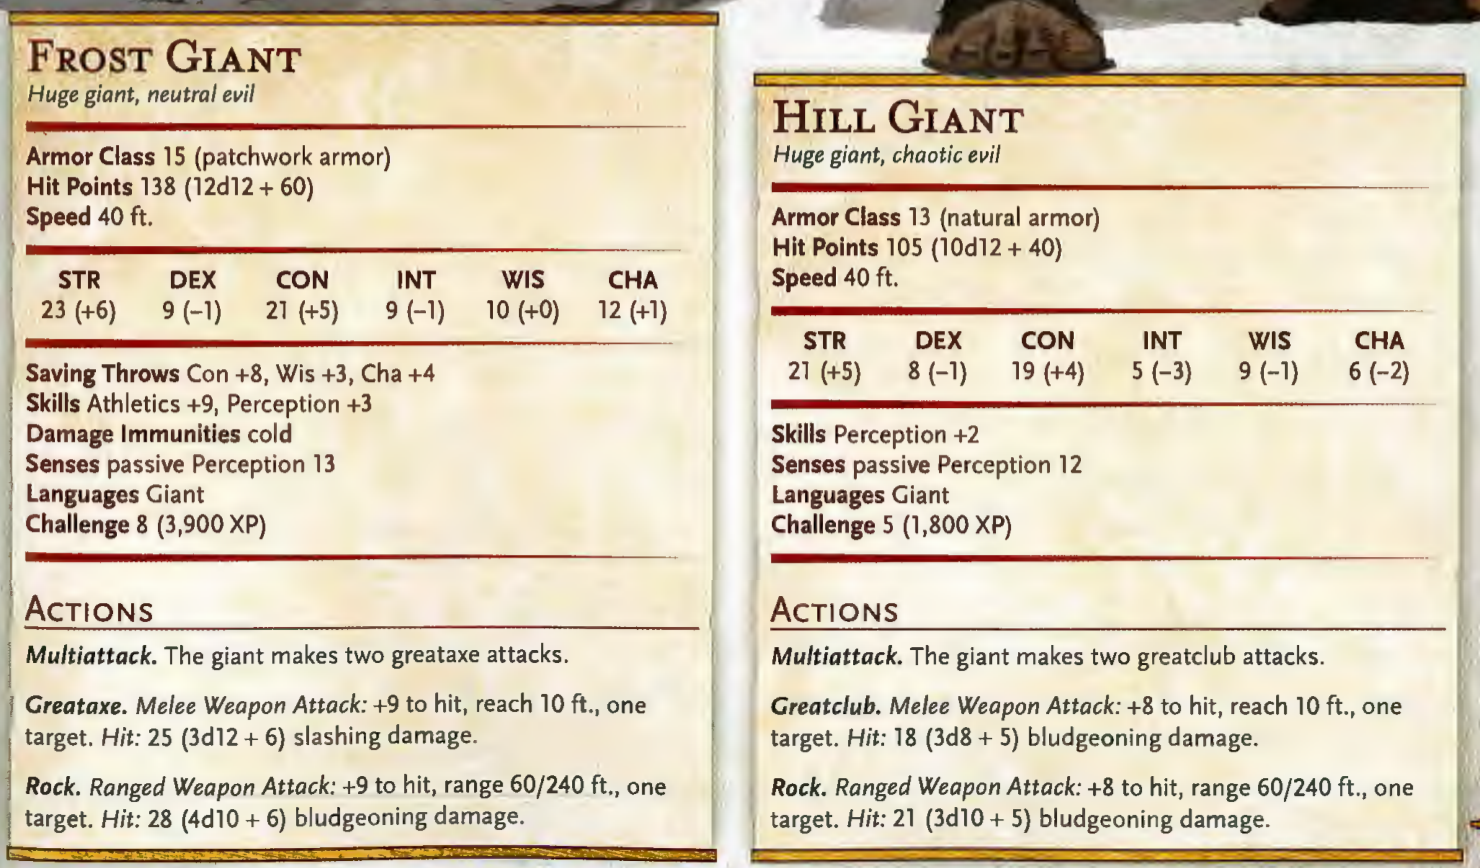 FROST GIANT
Huge giant, neutral evil
Armor Class 15 (patchwork armor)
Hit Points 138 (12d12 + 60)
Speed 40 ft.
STR DEX CON INT WIS CHA
23 (+6) 9 (−1) 21 (+5) 9 (−1) 10 (+0) 12 (+1)
Saving Throws Con +8, Wis +3, Cha +4
Skills Athletics +9, Perception +3
Damage Immunities cold
Senses passive Perception 13
Languages Giant
Challenge 8 (3,900 XP)
ACTIONS
Multiattack. The giant makes two greataxe attacks.
Greataxe. Melee Weapon Attack: +9 to hit, reach 10 ft., one
target. Hit: 25 (3d12 + 6) slashing damage.
Rock. Ranged Weapon Attack: +9 to hit, range 60/240 ft., one
target. Hit: 28 (4d10 + 6) bludgeoning damage.
HILL GIANT
Huge giant, chaotic evil
Armor Class 13 (natural armor)
Hit Points 105 (10d12 + 40)
Speed 40 ft.
STR DEX CON INT WIS CHA
21 (+5) 8 (−1) 19 (+4) 5 (−3) 9 (−1) 6 (−2)
Skills Perception +2
Senses passive Perception 12
Languages Giant
Challenge 5 (1,800 XP)
ACTIONS
Multiattack. The giant makes two greatclub attacks.
Greatclub. Melee Weapon Attack: +8 to hit, reach 10 ft., one
target. Hit: 18 (3d8 + 5) bludgeoning damage.
Rock. Ranged Weapon Attack: +8 to hit, range 60/240 ft., one
target. Hit: 21 (3d10 + 5) bludgeoning damage.